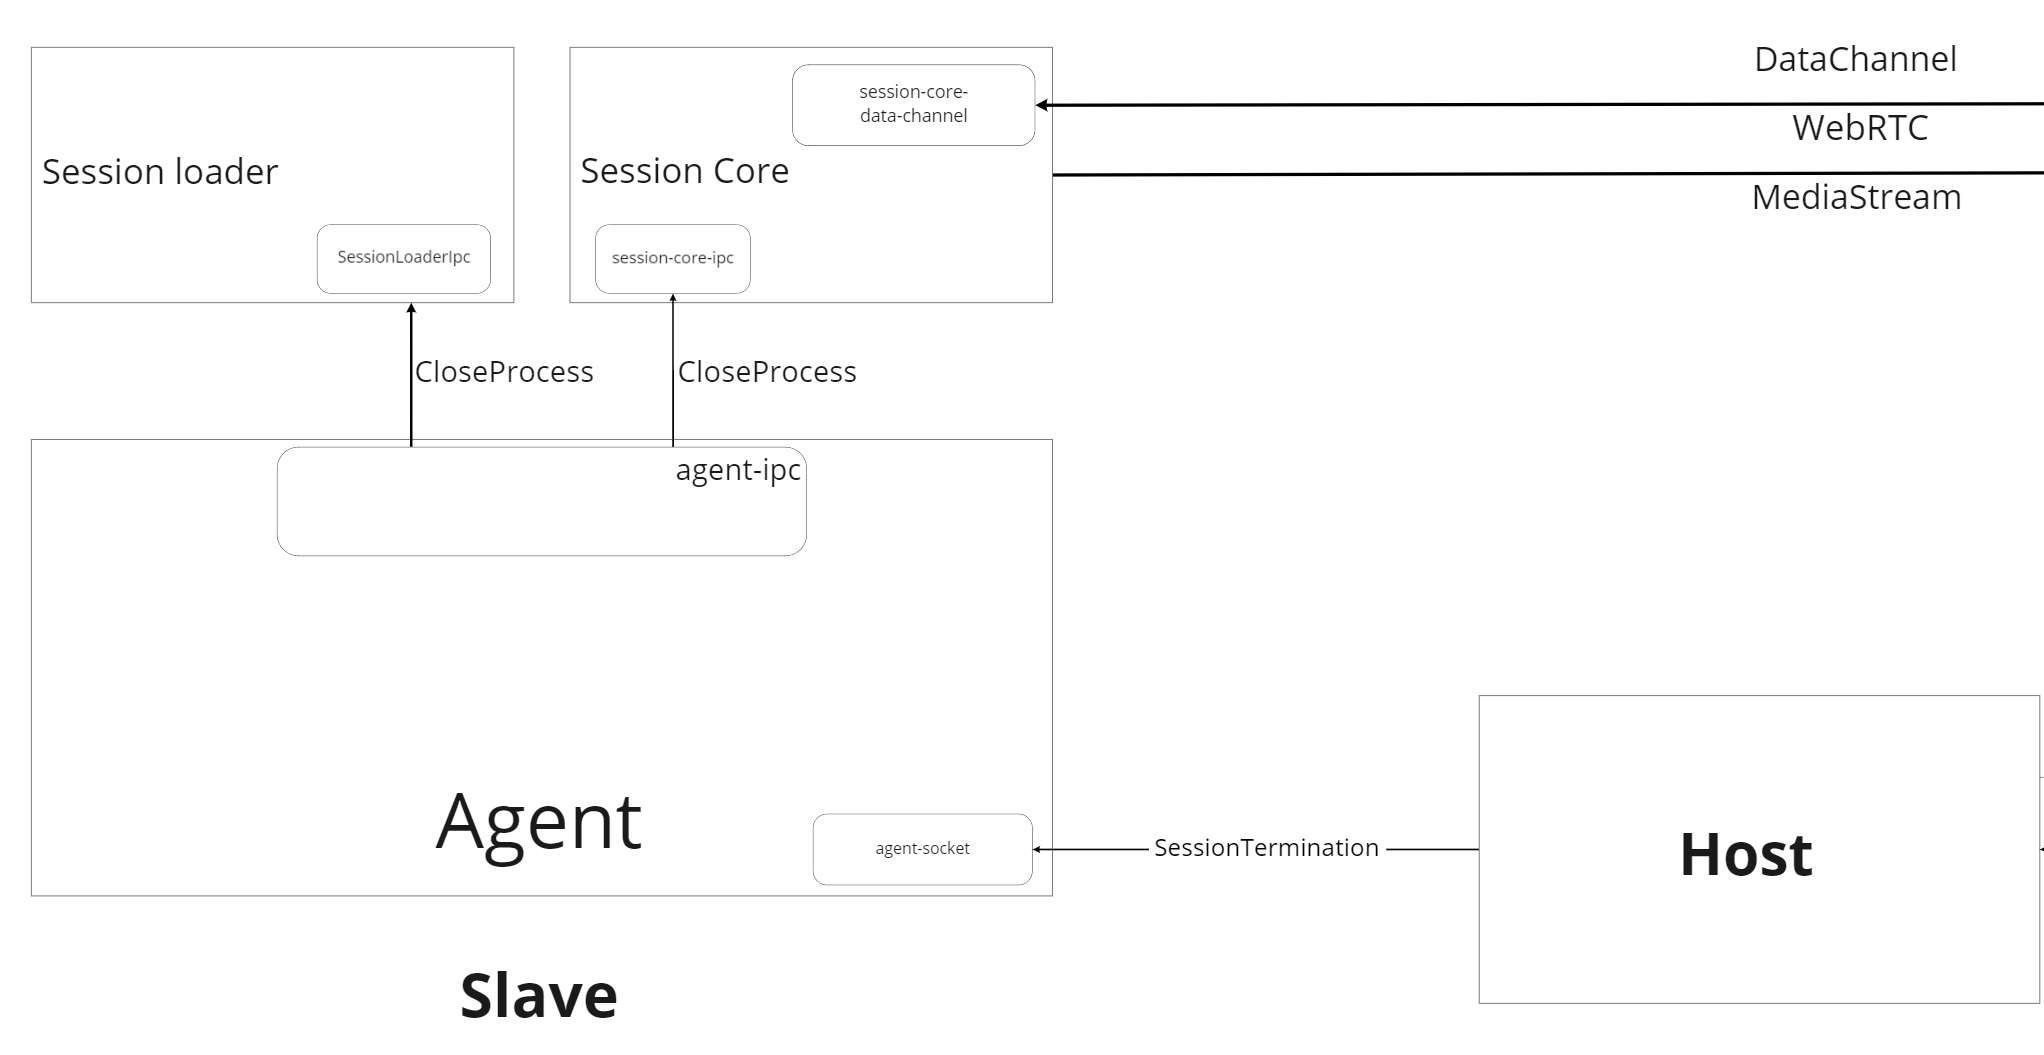 DataChannel
session-core-
data-channel
WebRTC
Session loader
Session Core
MediaStream
SessionLoaderIpc
session-core-ipc
CloseProcess
CloseProcess
agent-ipc
Agent
agent-socket
SessionTermination
Host
Slave